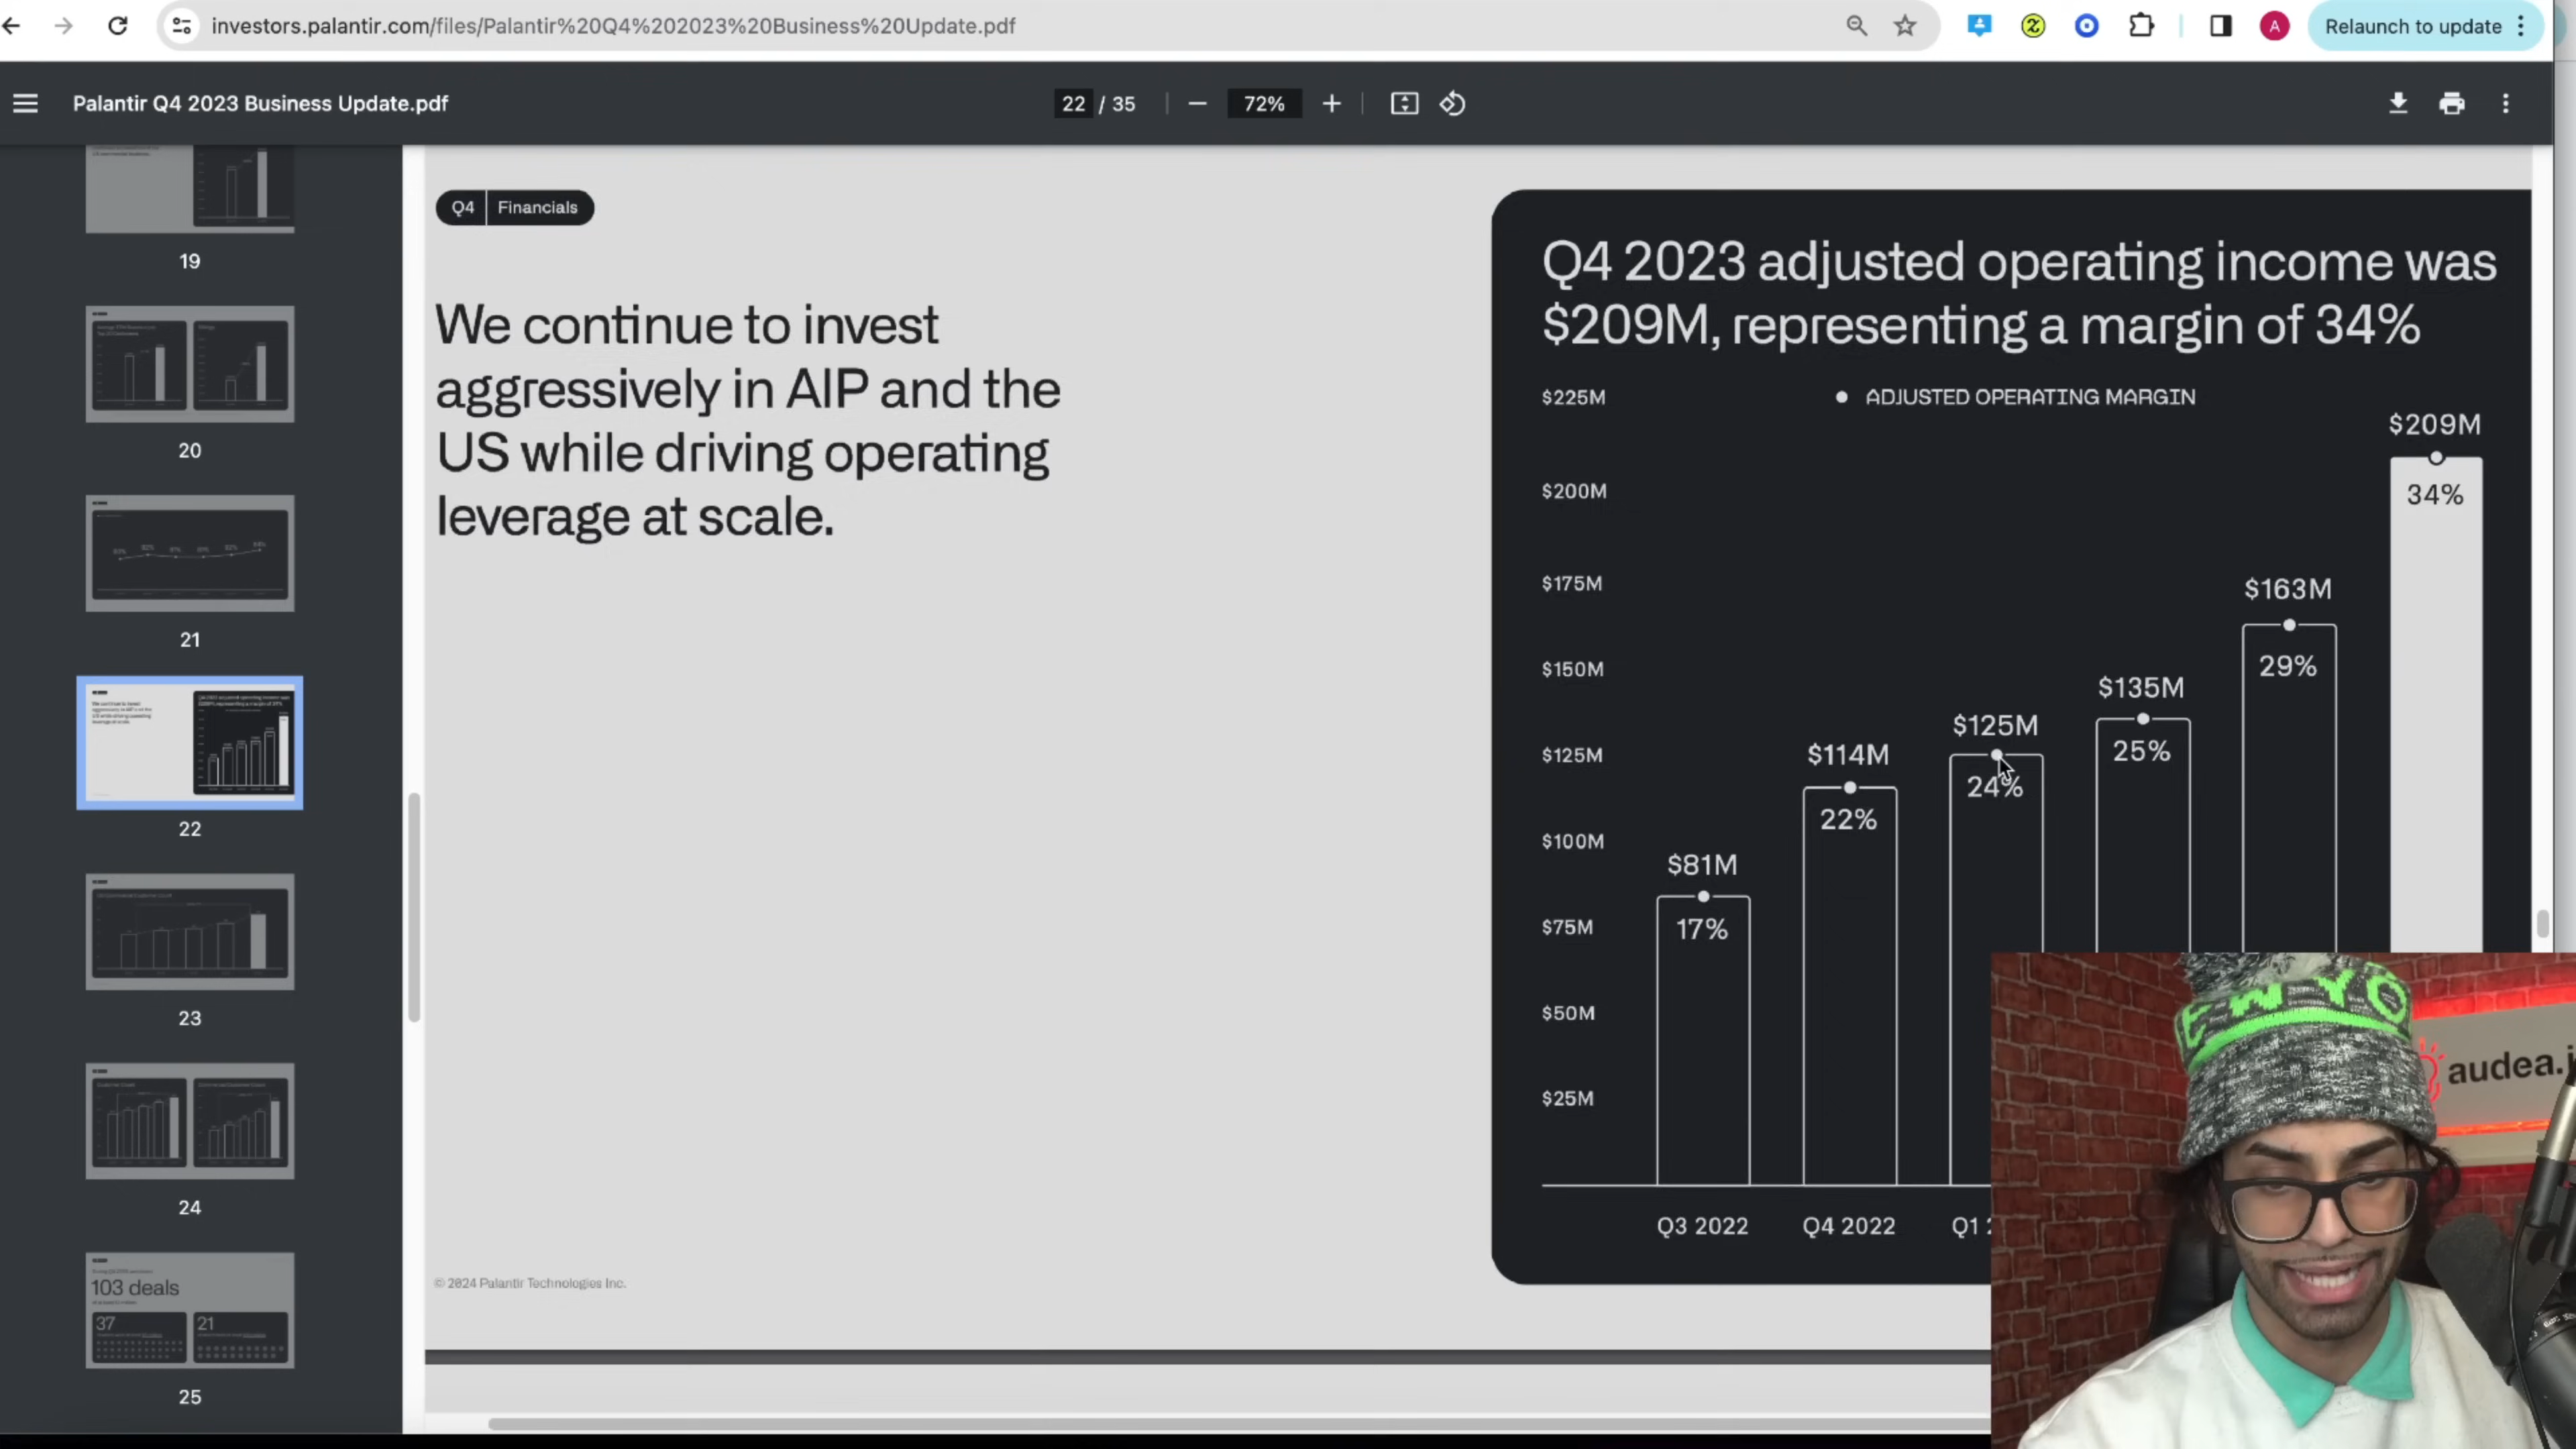 investors.palantir.com/files/Palantir%20Q4%202023%20Business%20Update.pdf
A
Relaunch to update
Palantir Q4 2023 Business Update.pdf
22 / 35
72%
19
20
21
22
23
24
103 deals
37
21
25
Q4 Financials
We continue to invest
aggressively in AIP and the
US while driving operating
leverage at scale.
© 2024 Palantir Technologies Inc.
Q4 2023 adjusted operating income was
$209M, representing a margin of 34%
ADJUSTED OPERATING MARGIN
$225M
$200M
$175M
$150M
$125M
$100M
$75M
$50M
$25M
$81M
17%
$114M
22%
$125M
24%
$135M
25%
$163M
29%
$209M
34%
Q3 2022
Q4 2022
Q1
EWYO
audea.